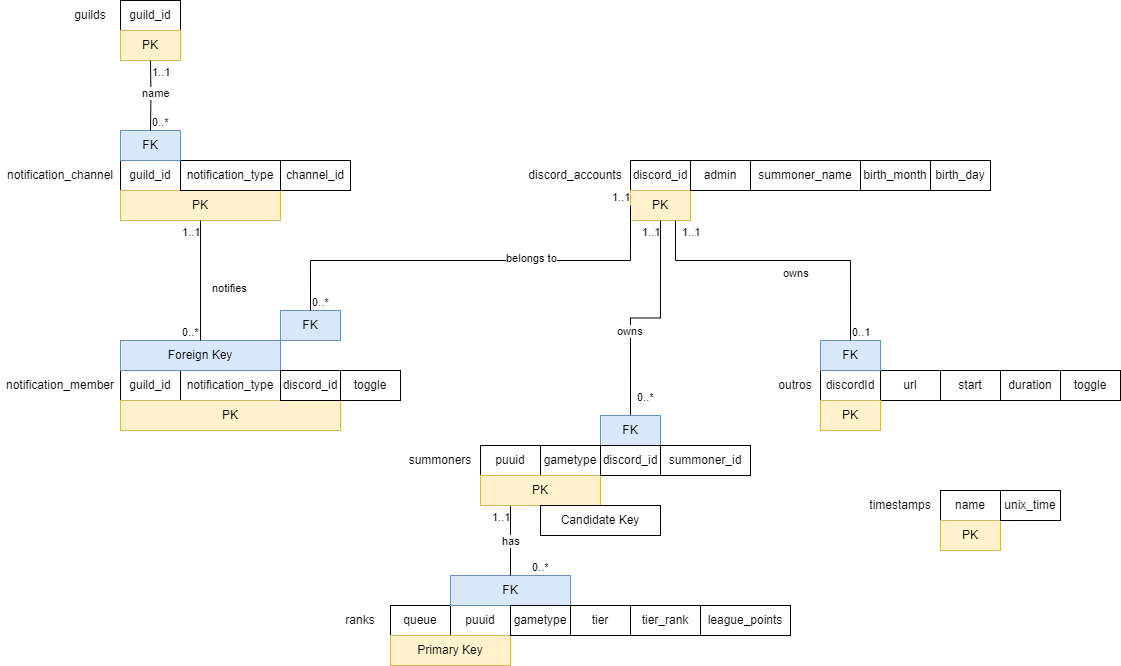 guilds guild_id
PK
1..1
name
0..*
FK
notification_channel guild_id notification_type channel_id
PK
1..1
notifies
0..*
discord_accounts discord_id admin summoner_name birth_month birth_day
1..1 PK
1..1 1..1
belongs to
0..*
FK
owns
0..1
Foreign Key
notification_member guild_id notification_type discord_id toggle
PK
owns
0..*
FK
outros discordId url start duration toggle
PK
FK
summoners puuid gametype discord_id summoner_id
PK
Candidate Key
1..1
has
0..*
timestamps name unix_time
PK
FK
ranks queue puuid gametype tier tier_rank league_points
Primary Key